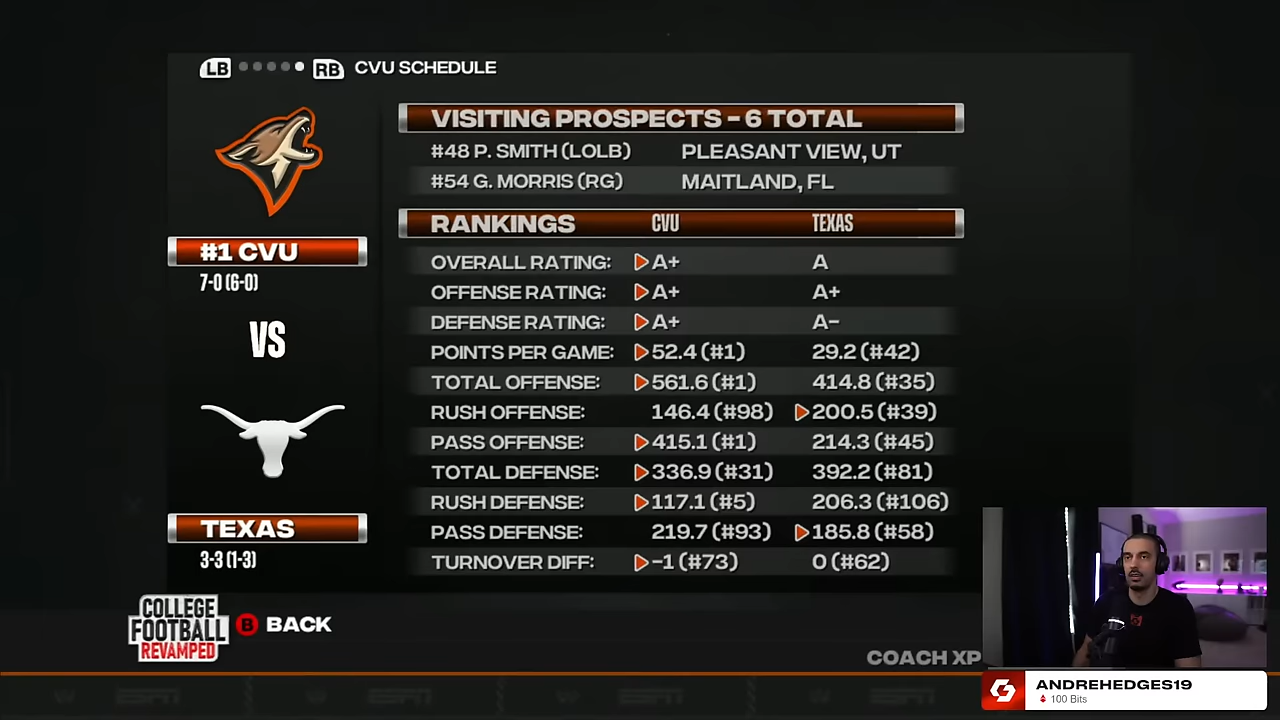 LB RB CVU SCHEDULE
VISITING PROSPECTS - 6 TOTAL
#48 P. SMITH (LOLB) PLEASANT VIEW, UT
#54 G. MORRIS (RG) MAITLAND, FL
#1 CVU
7-0 (6-0)
VS
TEXAS
3-3 (1-3)
RANKINGS CVU TEXAS
OVERALL RATING: A+ A
OFFENSE RATING: A+ A+
DEFENSE RATING: A+ A-
POINTS PER GAME: 52.4 (#1) 29.2 (#42)
TOTAL OFFENSE: 561.6 (#1) 414.8 (#35)
RUSH OFFENSE: 146.4 (#98) 200.5 (#39)
PASS OFFENSE: 415.1 (#1) 214.3 (#45)
TOTAL DEFENSE: 336.9 (#31) 392.2 (#81)
RUSH DEFENSE: 117.1 (#5) 206.3 (#106)
PASS DEFENSE: 219.7 (#93) 185.8 (#58)
TURNOVER DIFF: -1 (#73) 0 (#62)
COLLEGE
FOOTBALL
REVAMPED
B BACK
COACH XP
ANDREHEDGES19
100 Bits
ESPN ESPN ESPN ESPN